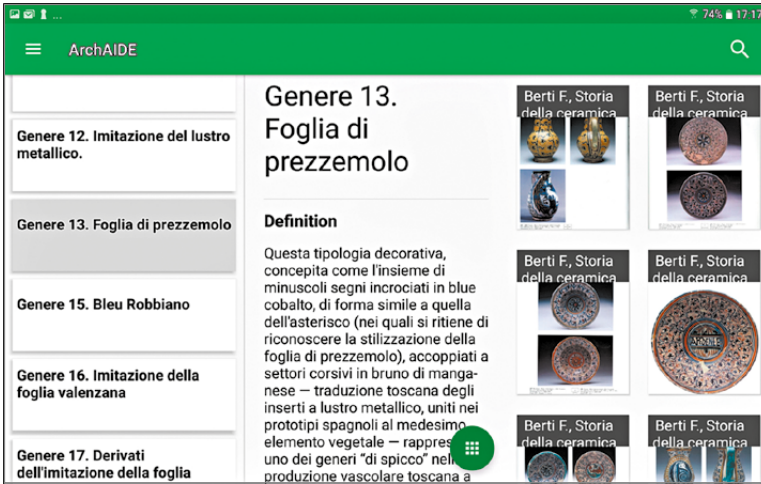 ... 74% 17:17
ArchAIDE
Genere 12. Imitazione del lustro
metallico.
Genere 13. Foglia di prezzemolo
Genere 15. Bleu Robbiano
Genere 16. Imitazione della
foglia valenzana
Genere 17. Derivati
dell'imitazione della foglia
Genere 13.
Foglia di
prezzemolo
Definition
Questa tipologia decorativa,
concepita come l'insieme di
minuscoli segni incrociati in blue
cobalto, di forma simile a quella
dell'asterisco (nei quali si ritiene di
riconoscere la stilizzazione della
foglia di prezzemolo), accoppiati a
settori corsivi in bruno di manga-
nese — traduzione toscana degli
inserti a lustro metallico, uniti nei
prototipi spagnoli al medesimo
elemento vegetale —
uno dei generi "di spicco"
produzione vascolare toscana a
Berti F., Storia
della ceramica
Berti F., Storia
della ceramica
Berti F., Storia
della ceramica
Berti F., Storia
della ceramica
Berti F., Storia
della ceramica
Berti F., Storia
della ceramica